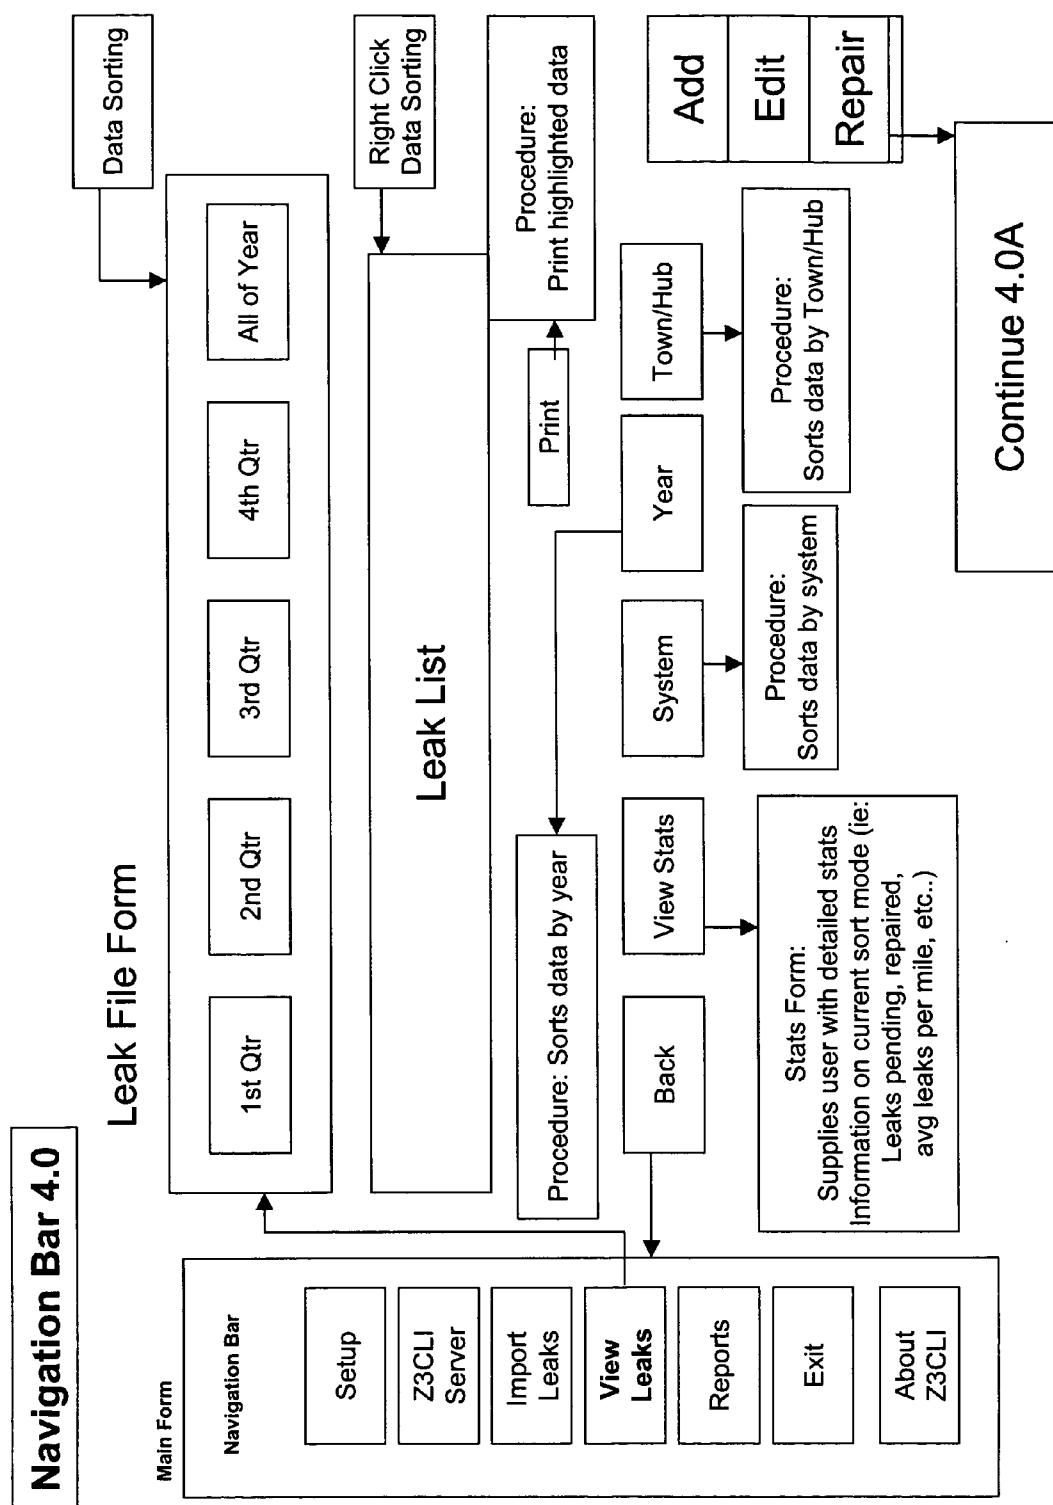 Navigation Bar 4.0
Leak File Form
Data Sorting
1st Qtr
2nd Qtr
3rd Qtr
4th Qtr
All of Year
Right Click
Data Sorting
Leak List
Main Form
Navigation Bar
Setup
Z3CLI
Server
Import
Leaks
View
Leaks
Reports
Exit
About
Z3CLI
Procedure: Sorts data by year
Print
Procedure:
Print highlighted data
Back
View Stats
System
Year
Town/Hub
Add
Edit
Repair
Stats Form:
Supplies user with detailed stats
Information on current sort mode (ie:
Leaks pending, repaired,
avg leaks per mile, etc..)
Procedure:
Sorts data by system
Procedure:
Sorts data by Town/Hub
Continue 4.0A